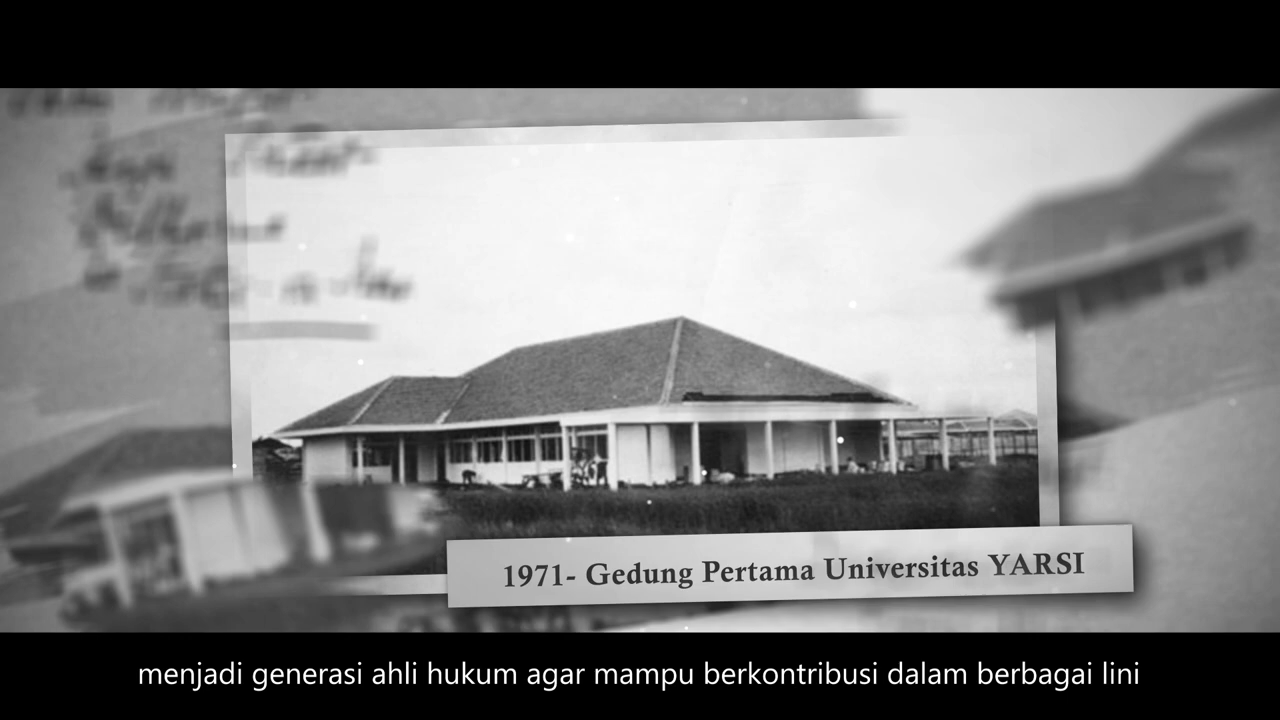 1971- Gedung Pertama Universitas YARSI
menjadi generasi ahli hukum agar mampu berkontribusi dalam berbagai lini